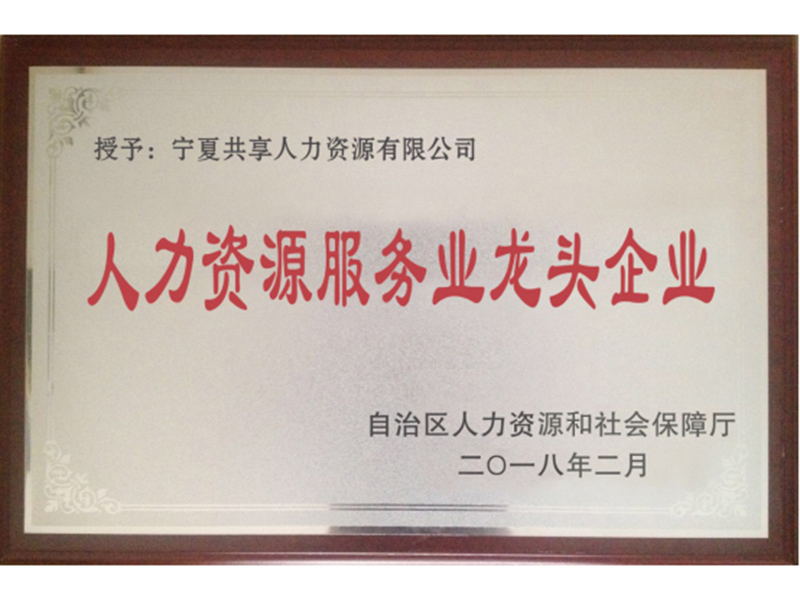 授予：宁夏共享人力资源有限公司
人力资源服务业龙头企业
自治区人力资源和社会保障厅
二〇一八年二月